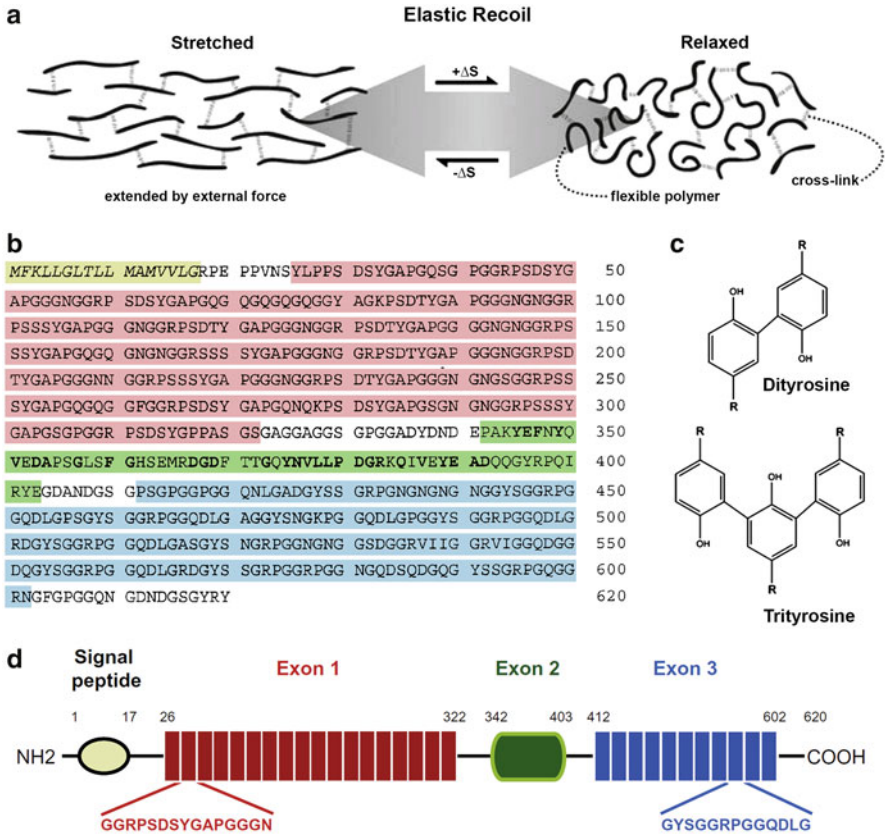 a
Elastic Recoil
Stretched
Relaxed
+ΔS
-ΔS
extended by external force
flexible polymer
cross-link
b
MFKLLGLTLL MAMVVLGRPE PPVNSYLPPS DSYGAPGQSG PGGRPSDSYG 50
APGGGNGGRP SDSYGAPGQG QGQGQGQGGY AGKPSDTYGA PGGGNGNGGR 100
PSSSYGAPGG GNGGRPSDTY GAPGGGNGGR PSDTYGAPGG GGNGNGGRPS 150
SSYGAPGQGQ GNGNGGRSSS SYGAPGGGNG GRPSDTYGAP GGGNGGRPSD 200
TYGAPGGGNN GGRPSSSYGA PGGGNGGRPS DTYGAPGGGN GNGSGGRPSS 250
SYGAPGQGQG GFGGRPSDSY GAPGQNQKPS DSYGAPGSGN GNGGRPSSSY 300
GAPGSGPGGR PSDSYGPPAS GSGAGGAGGS GPGGADYDND EPAKYEFNYQ 350
VEDAPSGLSF GHSEMRDGDF TTGQYNVLLP DGRKQIVEYE ADQQGYRPQI 400
RYEGDANDGS GPSGPGGPGG QNLGADGYSS GRPGNGNGNG NGGYSGGRPG 450
GQDLGPSGYS GGRPGGQDLG AGGYSNGKPG GQDLGPGGYS GGRPGGQDLG 500
RDGYSGGRPG GQDLGASGYS NGRPGGNGNG GSDGGRVIIG GRVIGGQDGG 550
DQGYSGGRPG GQDLGRDGYS SGRPGGRPGG NGQDSQDGQG YSSGRPGQGG 600
RNGFGPGGQN GDNDGSGYRY 620
c
R
OH
OH
R
Dityrosine
R
R
OH
OH
OH
R
Trityrosine
d
Signal
peptide
Exon 1
Exon 2
Exon 3
1 17 26 322 342 403 412 602 620
NH2
COOH
GGRPSDSYGAPGGGN
GYSGGRPGGQDLG